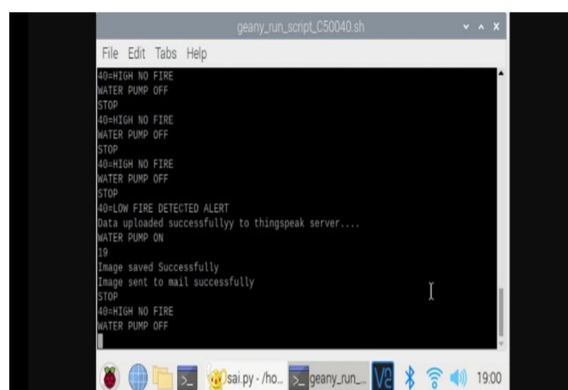 geany_run_script_C50040.sh
File Edit Tabs Help
40=HIGH NO FIRE
WATER PUMP OFF
STOP
40=HIGH NO FIRE
WATER PUMP OFF
STOP
40=HIGH NO FIRE
WATER PUMP OFF
STOP
40=LOW FIRE DETECTED ALERT
Data uploaded successfullyy to thingspeak server....
WATER PUMP ON
19
Image saved Successfully
Image sent to mail successfully
STOP
40=HIGH NO FIRE
WATER PUMP OFF
sai.py - /ho... geany_run_... 19:00